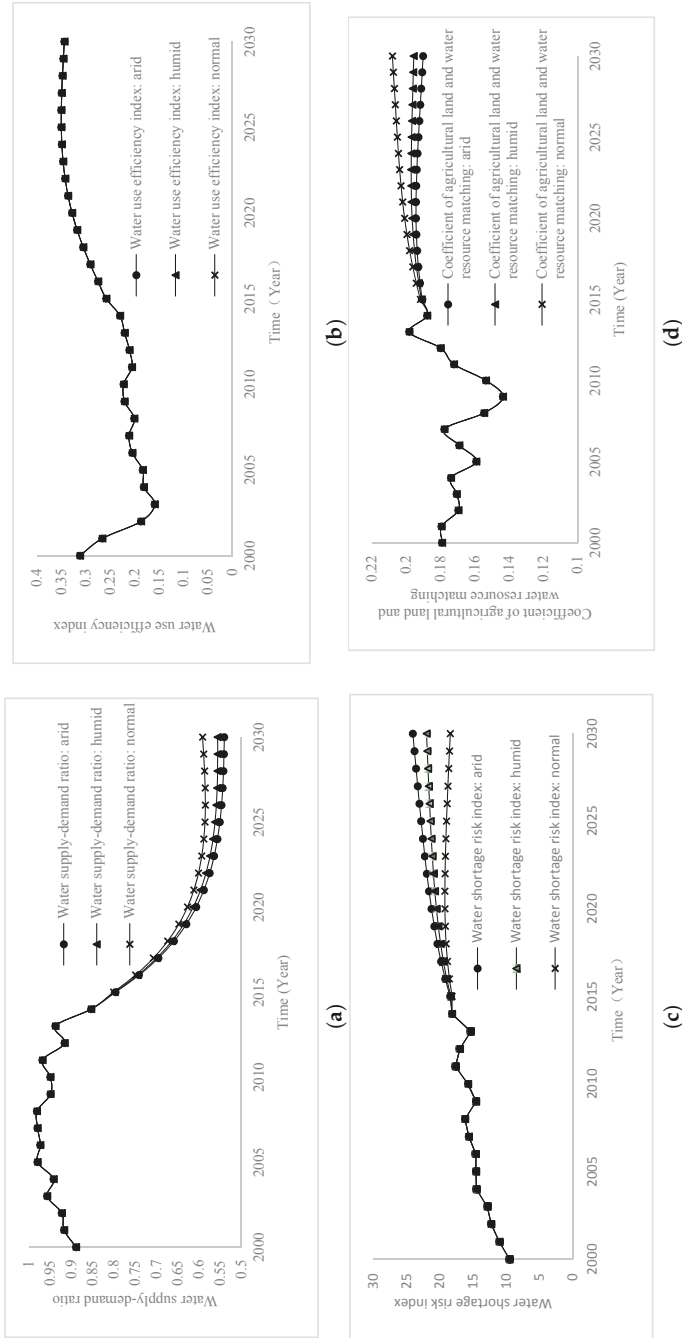 Water supply-demand ratio
1
0.95
0.9
0.85
0.8
0.75
0.7
0.65
0.6
0.55
0.5
Water supply-demand ratio: arid
Water supply-demand ratio: humid
Water supply-demand ratio: normal
2000
2005
2010
2015
2020
2025
2030
Time (Year)
(a)
Water use efficiency index
0.4
0.35
0.3
0.25
0.2
0.15
0.1
0.05
0
Water use efficiency index: arid
Water use efficiency index: humid
Water use efficiency index: normal
2000
2005
2010
2015
2020
2025
2030
Time（Year）
(b)
Water shortage risk index
30
25
20
15
10
5
0
Water shortage risk index: arid
Water shortage risk index: humid
Water shortage risk index: normal
2000
2005
2010
2015
2020
2025
2030
Time（Year）
(c)
Coefficient of agricultural land and
water resource matching
0.22
0.2
0.18
0.16
0.14
0.12
0.1
Coefficient of agricultural land and water
resource matching: arid
Coefficient of agricultural land and water
resource matching: humid
Coefficient of agricultural land and water
resource matching: normal
2000
2005
2010
2015
2020
2025
2030
Time (Year)
(d)